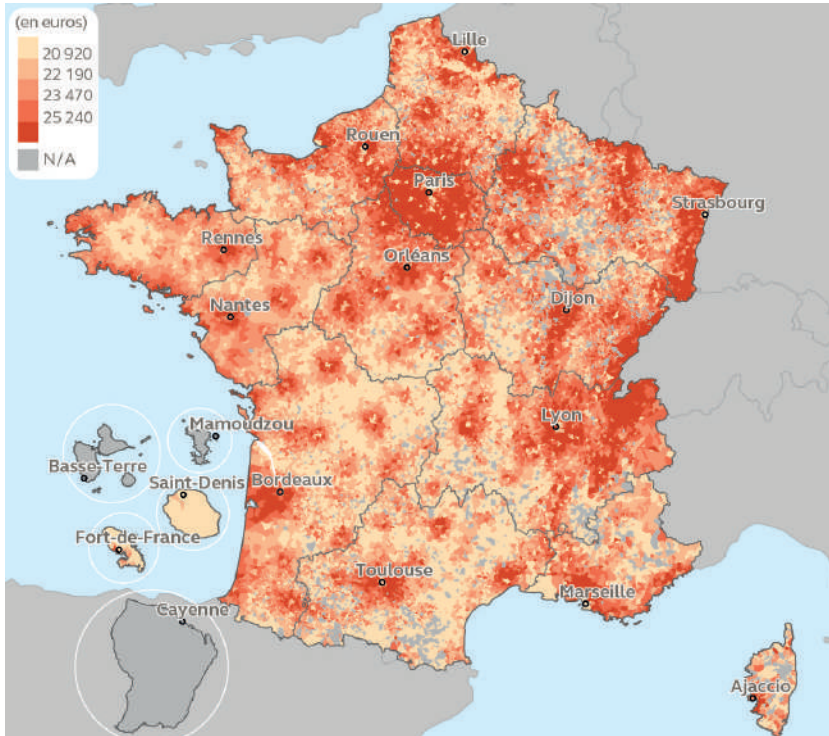 (en euros)
20 920
22 190
23 470
25 240
N/A
Lille
Rouen
Paris
Strasbourg
Rennes
Orléans
Nantes
Dijon
Lyon
Mamoudzou
Basse-Terre
Saint-Denis
Bordeaux
Fort-de-France
Toulouse
Marseille
Cayenne
Ajaccio